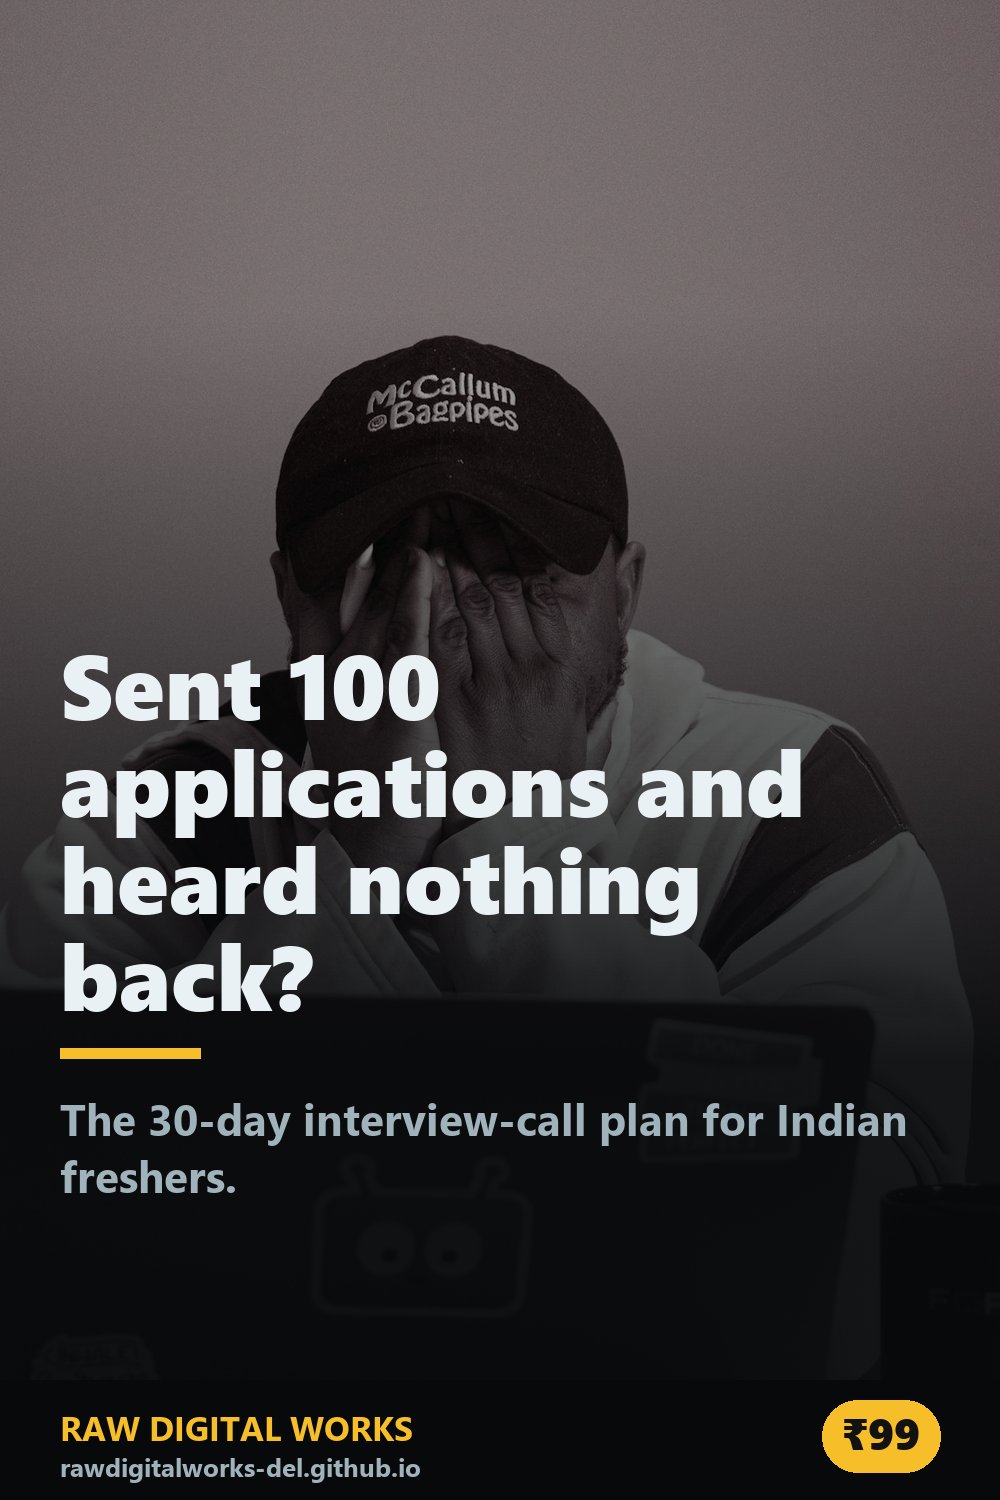 McCallum
Bagpipes
Sent 100
applications and
heard nothing
back?
The 30-day interview-call plan for Indian
freshers.
RAW DIGITAL WORKS
rawdigitalworks-del.github.io
₹99